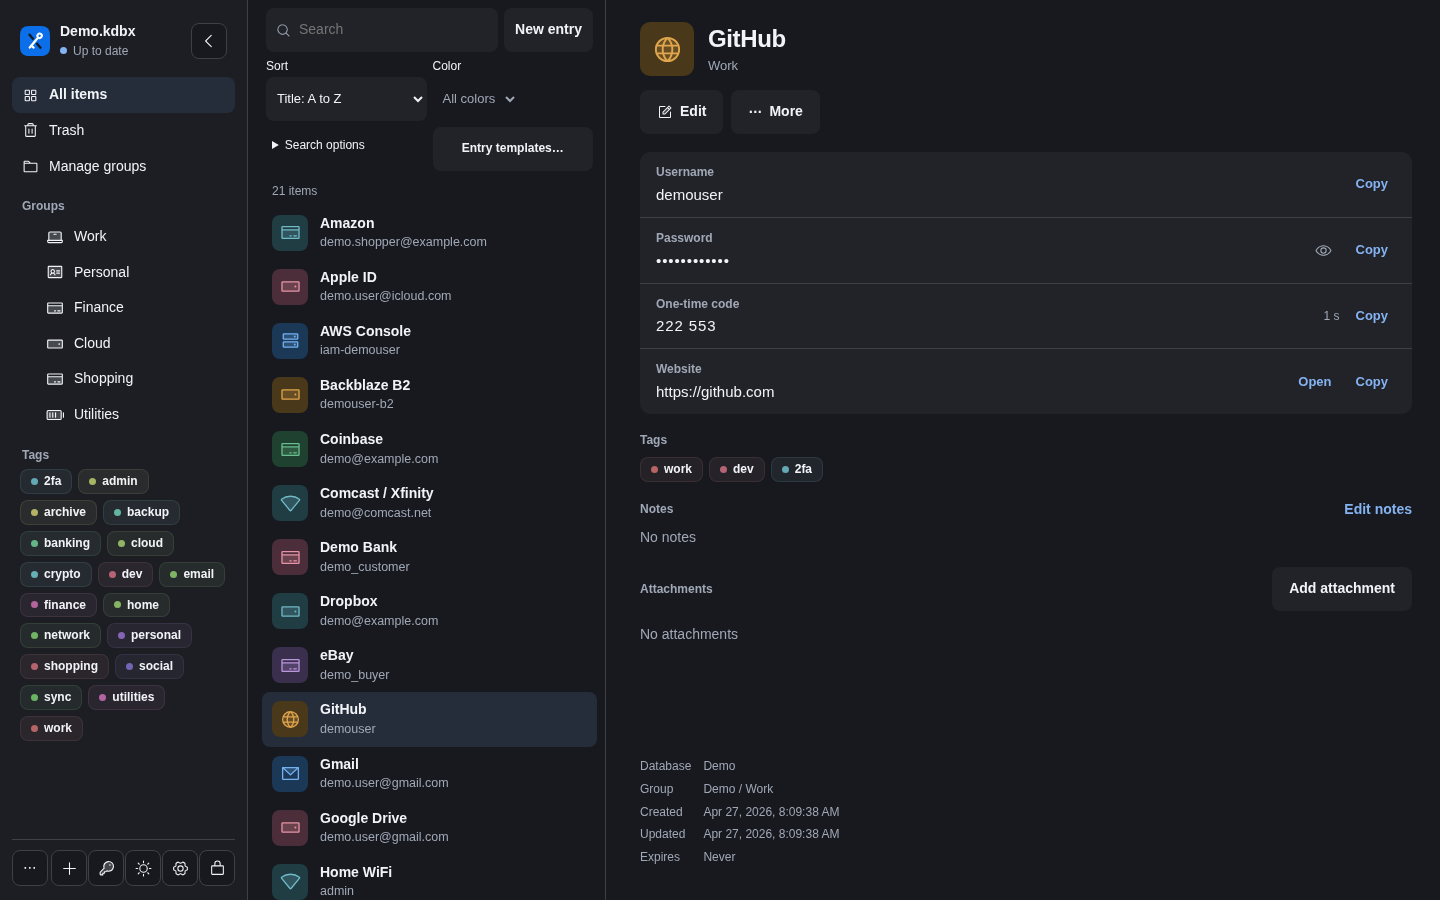 Demo.kdbx
Up to date
All items
Trash
Manage groups
Groups
Work
Personal
Finance
Cloud
Shopping
Utilities
Tags
2fa admin
archive backup
banking cloud
crypto dev email
finance home
network personal
shopping social
sync utilities
work
Search New entry
Sort Color
Title: A to Z All colors
Search options Entry templates…
21 items
Amazon
demo.shopper@example.com
Apple ID
demo.user@icloud.com
AWS Console
iam-demouser
Backblaze B2
demouser-b2
Coinbase
demo@example.com
Comcast / Xfinity
demo@comcast.net
Demo Bank
demo_customer
Dropbox
demo@example.com
eBay
demo_buyer
GitHub
demouser
Gmail
demo.user@gmail.com
Google Drive
demo.user@gmail.com
Home WiFi
admin
GitHub
Work
Edit ··· More
Username
demouser Copy
Password
•••••••••••• Copy
One-time code
222 553 1 s Copy
Website
https://github.com Open Copy
Tags
work dev 2fa
Notes Edit notes
No notes
Attachments Add attachment
No attachments
Database Demo
Group Demo / Work
Created Apr 27, 2026, 8:09:38 AM
Updated Apr 27, 2026, 8:09:38 AM
Expires Never